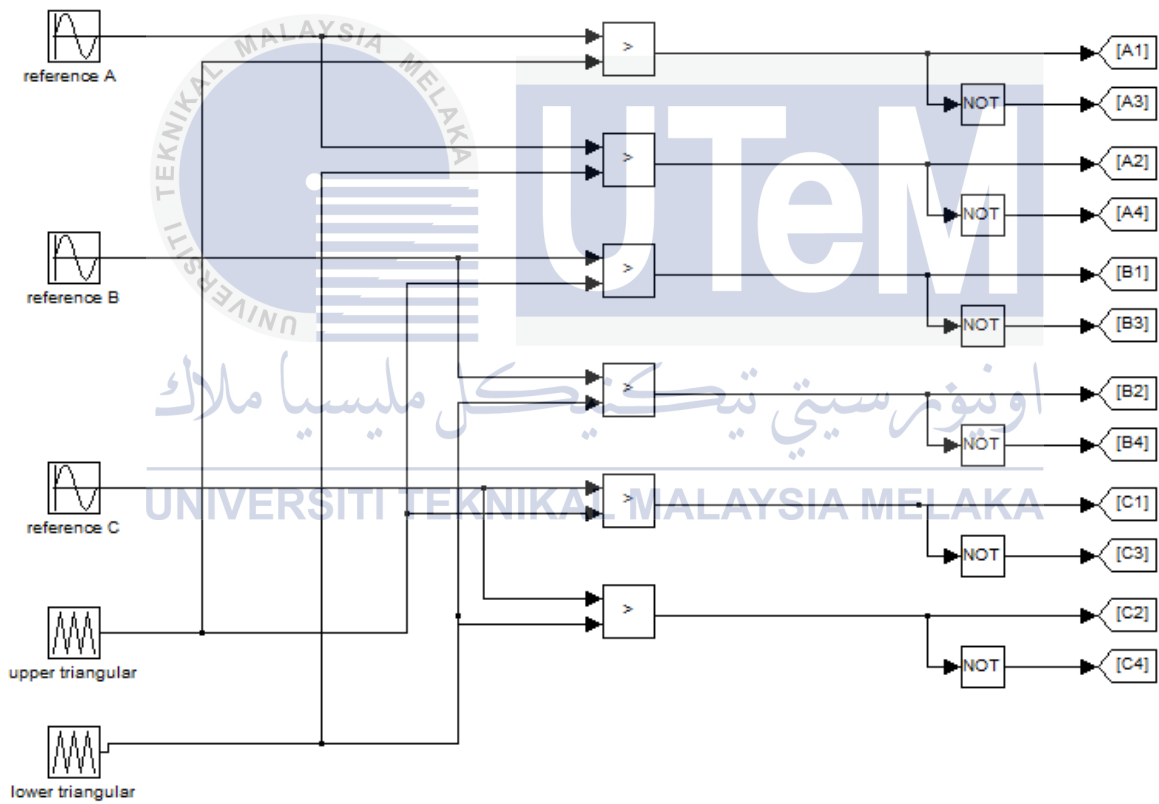 reference A
>
[A1]
NOT
[A3]
>
[A2]
NOT
[A4]
reference B
>
[B1]
NOT
[B3]
>
[B2]
NOT
[B4]
reference C
>
[C1]
NOT
[C3]
>
[C2]
NOT
[C4]
upper triangular
lower triangular
UNIVERSITI TEKNIKAL MALAYSIA MELAKA
UTeM
اونيۏرسيتي تيكنيكل مليسيا ملاك
UNIVERSITI TEKNIKAL MALAYSIA MELAKA